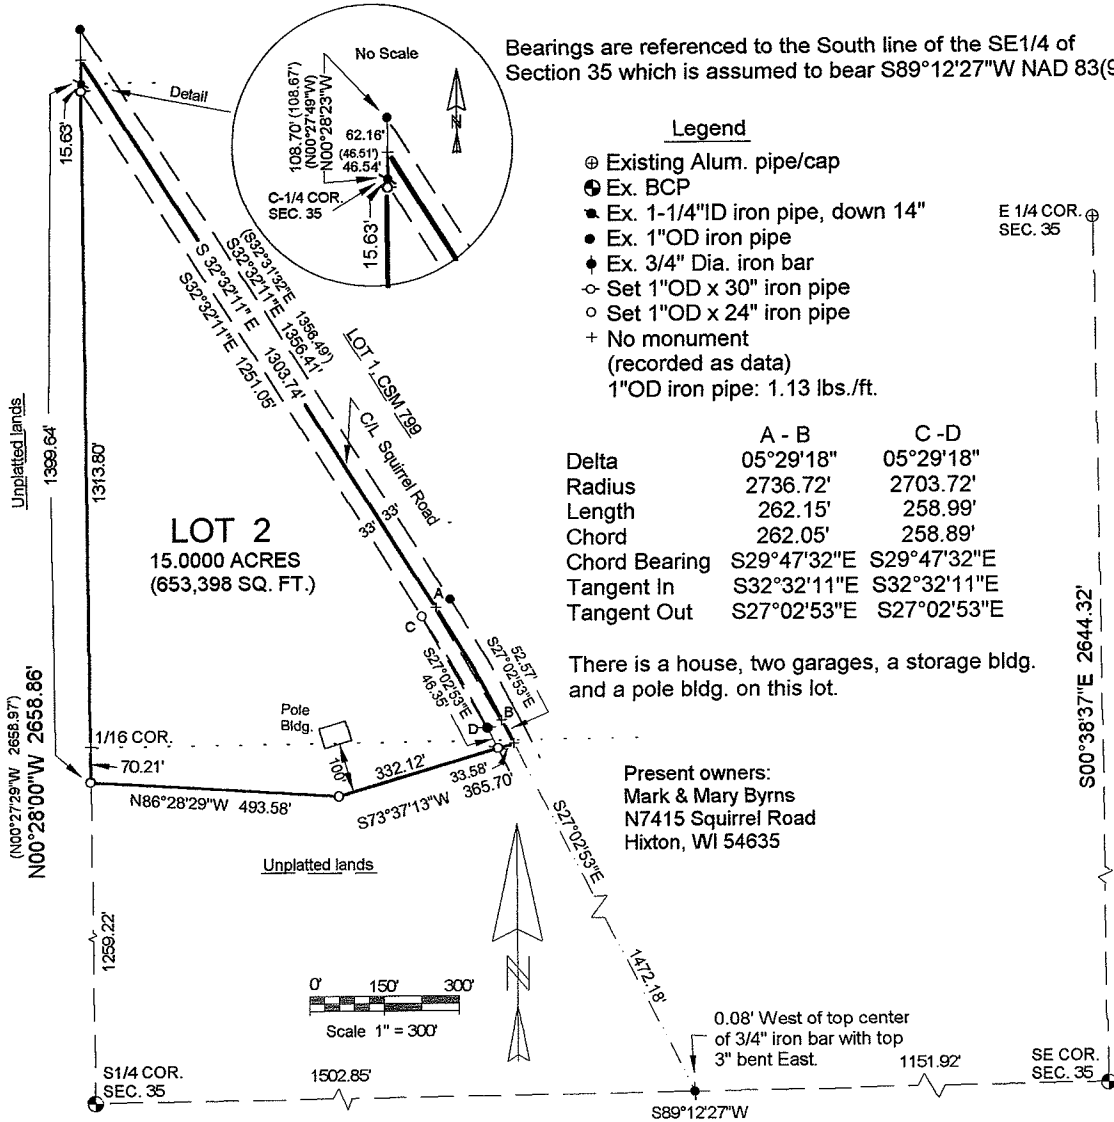 Bearings are referenced to the South line of the SE1/4 of
Section 35 which is assumed to bear S89°12'27"W NAD 83(9
No Scale
Detail
108.70' (108.67')
(N00°27'49"W)
N00°28'23"W
62.16'
(46.51')
46.54'
C-1/4 COR.
SEC. 35
15.63'
N
15.63'
Legend
Existing Alum. pipe/cap
Ex. BCP
Ex. 1-1/4"ID iron pipe, down 14"
Ex. 1"OD iron pipe
Ex. 3/4" Dia. iron bar
Set 1"OD x 30" iron pipe
Set 1"OD x 24" iron pipe
+ No monument
(recorded as data)
1"OD iron pipe: 1.13 lbs./ft.
E 1/4 COR.
SEC. 35
(S32°31'32"E 1356.49')
S32°32'11"E 1356.41'
S 32°32'11" E 1303.74'
S32°32'11"E 1251.05'
LOT 1, CSM 799
C/L Squirrel Road
33'
33'
Unplatted lands
1399.64'
1313.80'
LOT 2
15.0000 ACRES
(653,398 SQ. FT.)
A - B C -D
Delta 05°29'18" 05°29'18"
Radius 2736.72' 2703.72'
Length 262.15' 258.99'
Chord 262.05' 258.89'
Chord Bearing S29°47'32"E S29°47'32"E
Tangent In S32°32'11"E S32°32'11"E
Tangent Out S27°02'53"E S27°02'53"E
There is a house, two garages, a storage bldg.
and a pole bldg. on this lot.
A
C
S27°02'53"E
46.35'
52.57'
S27°02'53"E
B
D
Pole
Bldg.
100'
1/16 COR.
70.21'
N86°28'29"W 493.58'
332.12'
33.58'
S73°37'13"W 365.70'
(N00°27'29"W 2658.97')
N00°28'00"W 2658.86'
S00°38'37"E 2644.32'
Present owners:
Mark & Mary Byrns
N7415 Squirrel Road
Hixton, WI 54635
Unplatted lands
S27°02'53"E
1472.18'
1259.22'
N
0' 150' 300'
Scale 1" = 300'
0.08' West of top center
of 3/4" iron bar with top
3" bent East.
S1/4 COR.
SEC. 35
1502.85'
1151.92'
SE COR.
SEC. 35
S89°12'27"W